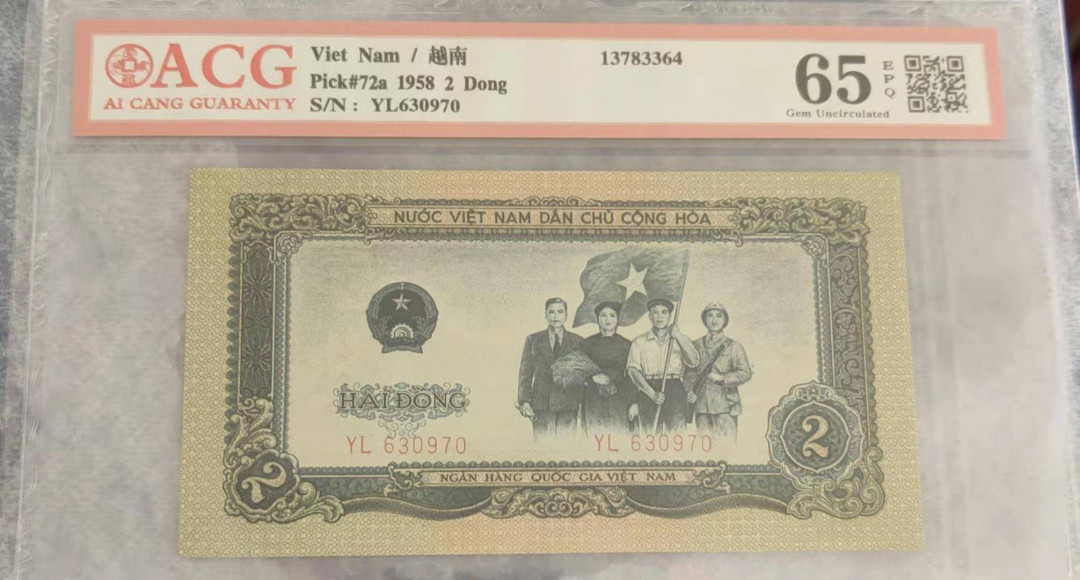 ACG
AI CANG GUARANTY
Viet Nam / 越南
Pick#72a 1958 2 Dong
S/N : YL630970
13783364
65
EPQ
Gem Uncirculated
NƯỚC VIỆT NAM DÂN CHỦ CỘNG HÒA
HAI ĐỒNG
YL 630970
YL 630970
2
2
NGÂN HÀNG QUỐC GIA VIỆT NAM